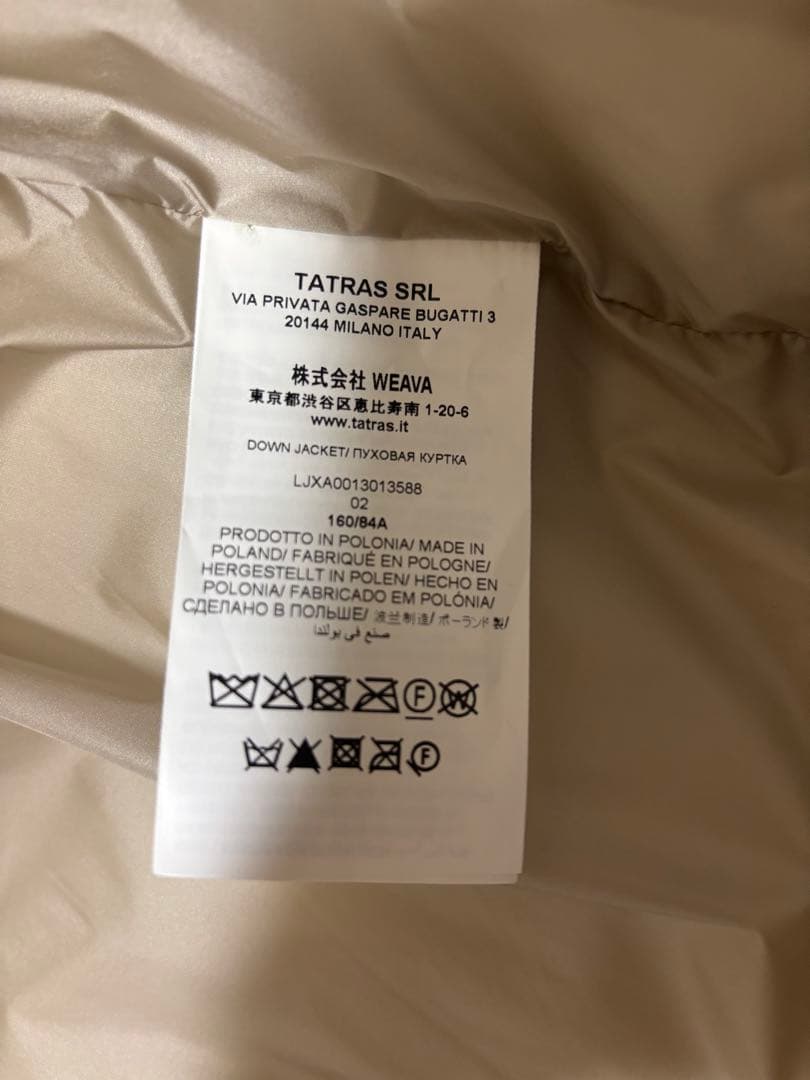 TATRAS SRL
VIA PRIVATA GASPARE BUGATTI 3
20144 MILANO ITALY
株式会社 WEAVA
東京都渋谷区恵比寿南 1-20-6
www.tatras.it
DOWN JACKET/ ПУХОВАЯ КУРТКА
LJXA0013013588
02
160/84A
PRODOTTO IN POLONIA/ MADE IN
POLAND/ FABRIQUÉ EN POLOGNE/
HERGESTELLT IN POLEN/ HECHO EN
POLONIA/ FABRICADO EM POLÓNIA/
СДЕЛАНО В ПОЛЬШЕ/ 波兰制造/ ポーランド製/
صنع في بولندا
F W
F